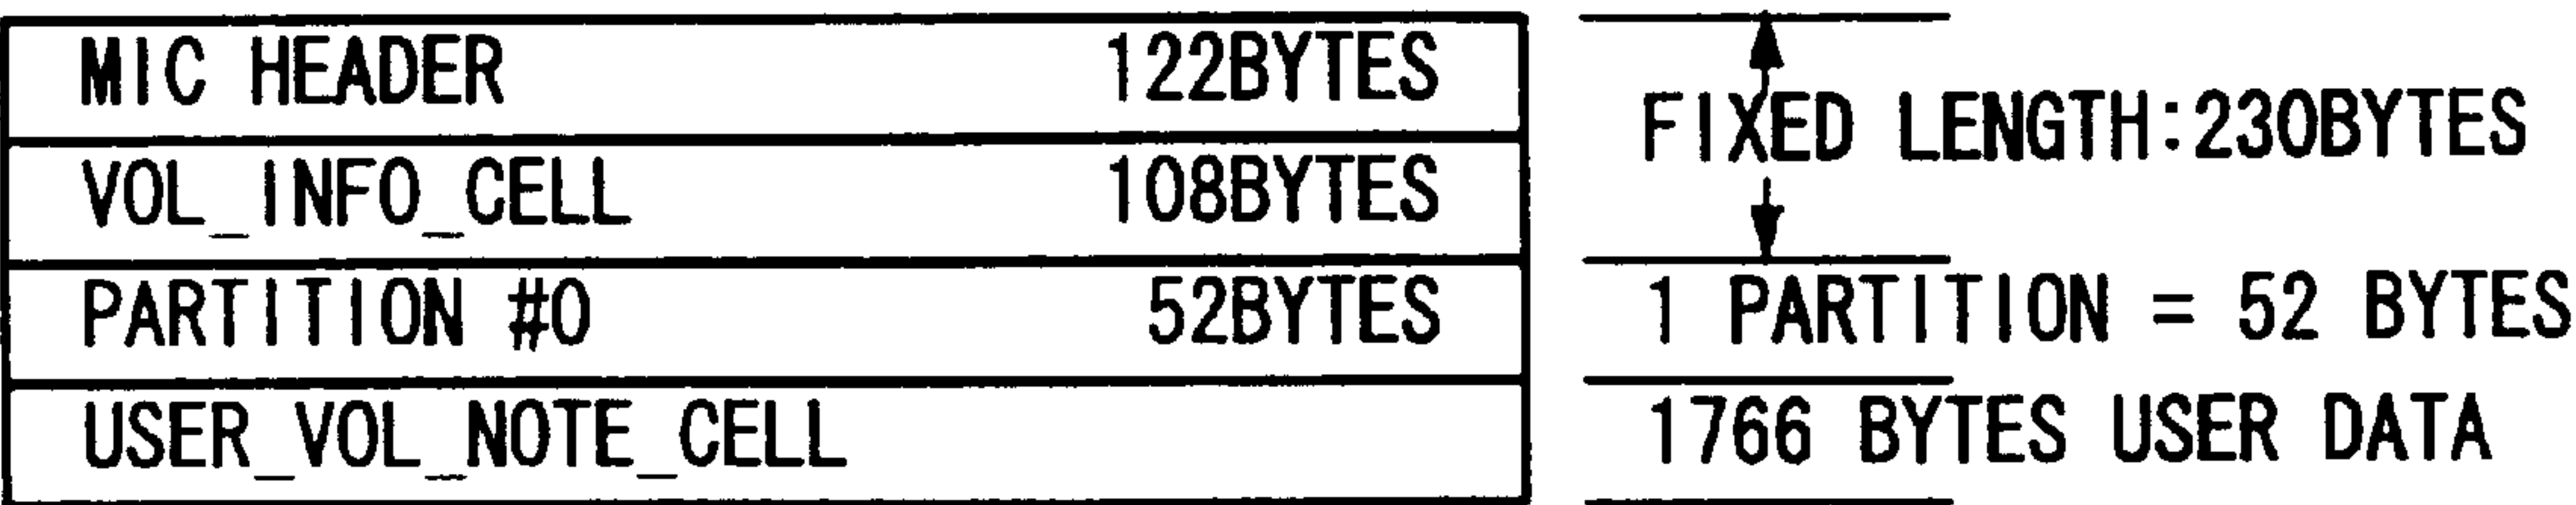 MIC HEADER 122BYTES
FIXED LENGTH:230BYTES
VOL_INFO_CELL 108BYTES
PARTITION #0 52BYTES
1 PARTITION = 52 BYTES
USER_VOL_NOTE_CELL
1766 BYTES USER DATA